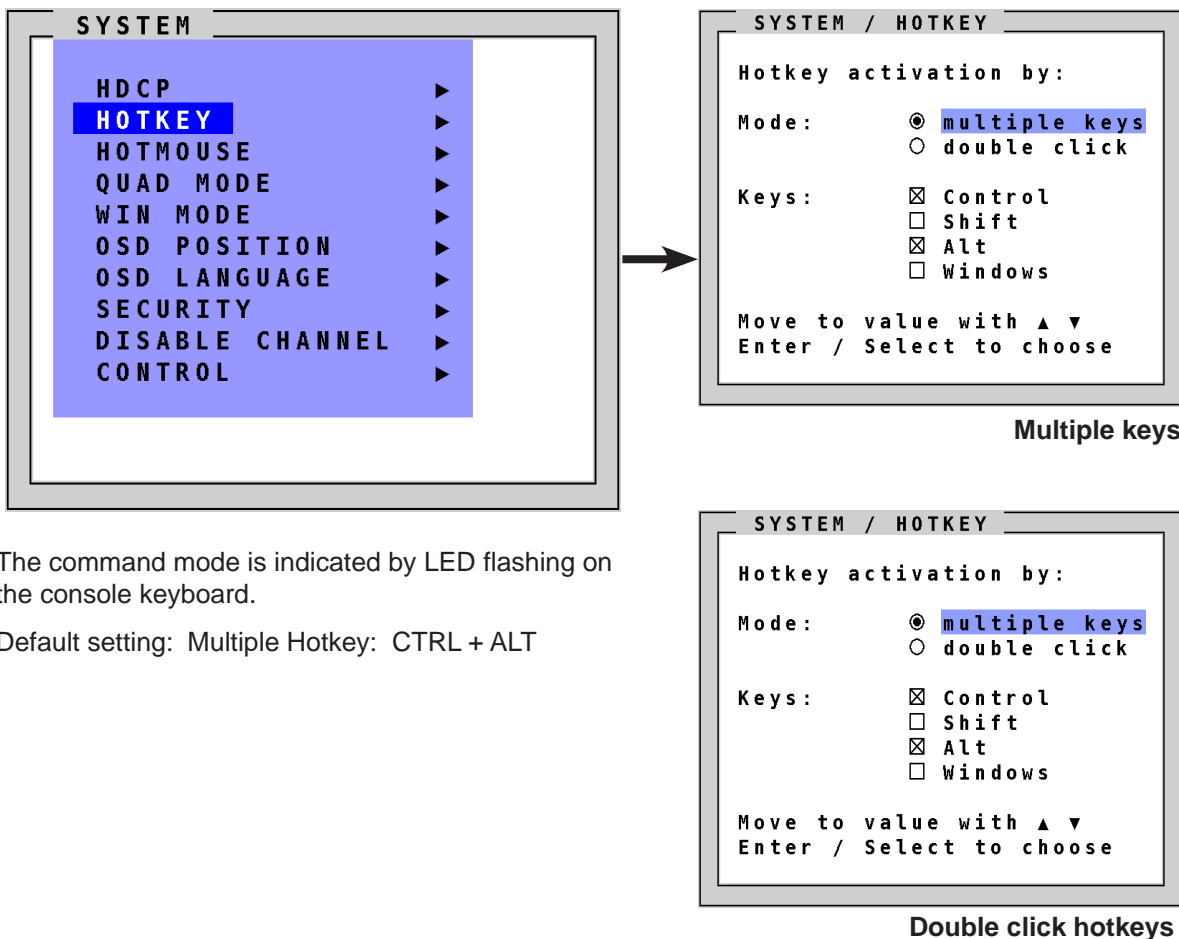 SYSTEM
HDCP ▶
HOTKEY ▶
HOTMOUSE ▶
QUAD MODE ▶
WIN MODE ▶
OSD POSITION ▶
OSD LANGUAGE ▶
SECURITY ▶
DISABLE CHANNEL ▶
CONTROL ▶
The command mode is indicated by LED flashing on
the console keyboard.
Default setting: Multiple Hotkey: CTRL + ALT
SYSTEM / HOTKEY
Hotkey activation by:
Mode: ◉ multiple keys
○ double click
Keys: ☒ Control
☐ Shift
☒ Alt
☐ Windows
Move to value with ▲ ▼
Enter / Select to choose
Multiple keys
SYSTEM / HOTKEY
Hotkey activation by:
Mode: ◉ multiple keys
○ double click
Keys: ☒ Control
☐ Shift
☒ Alt
☐ Windows
Move to value with ▲ ▼
Enter / Select to choose
Double click hotkeys